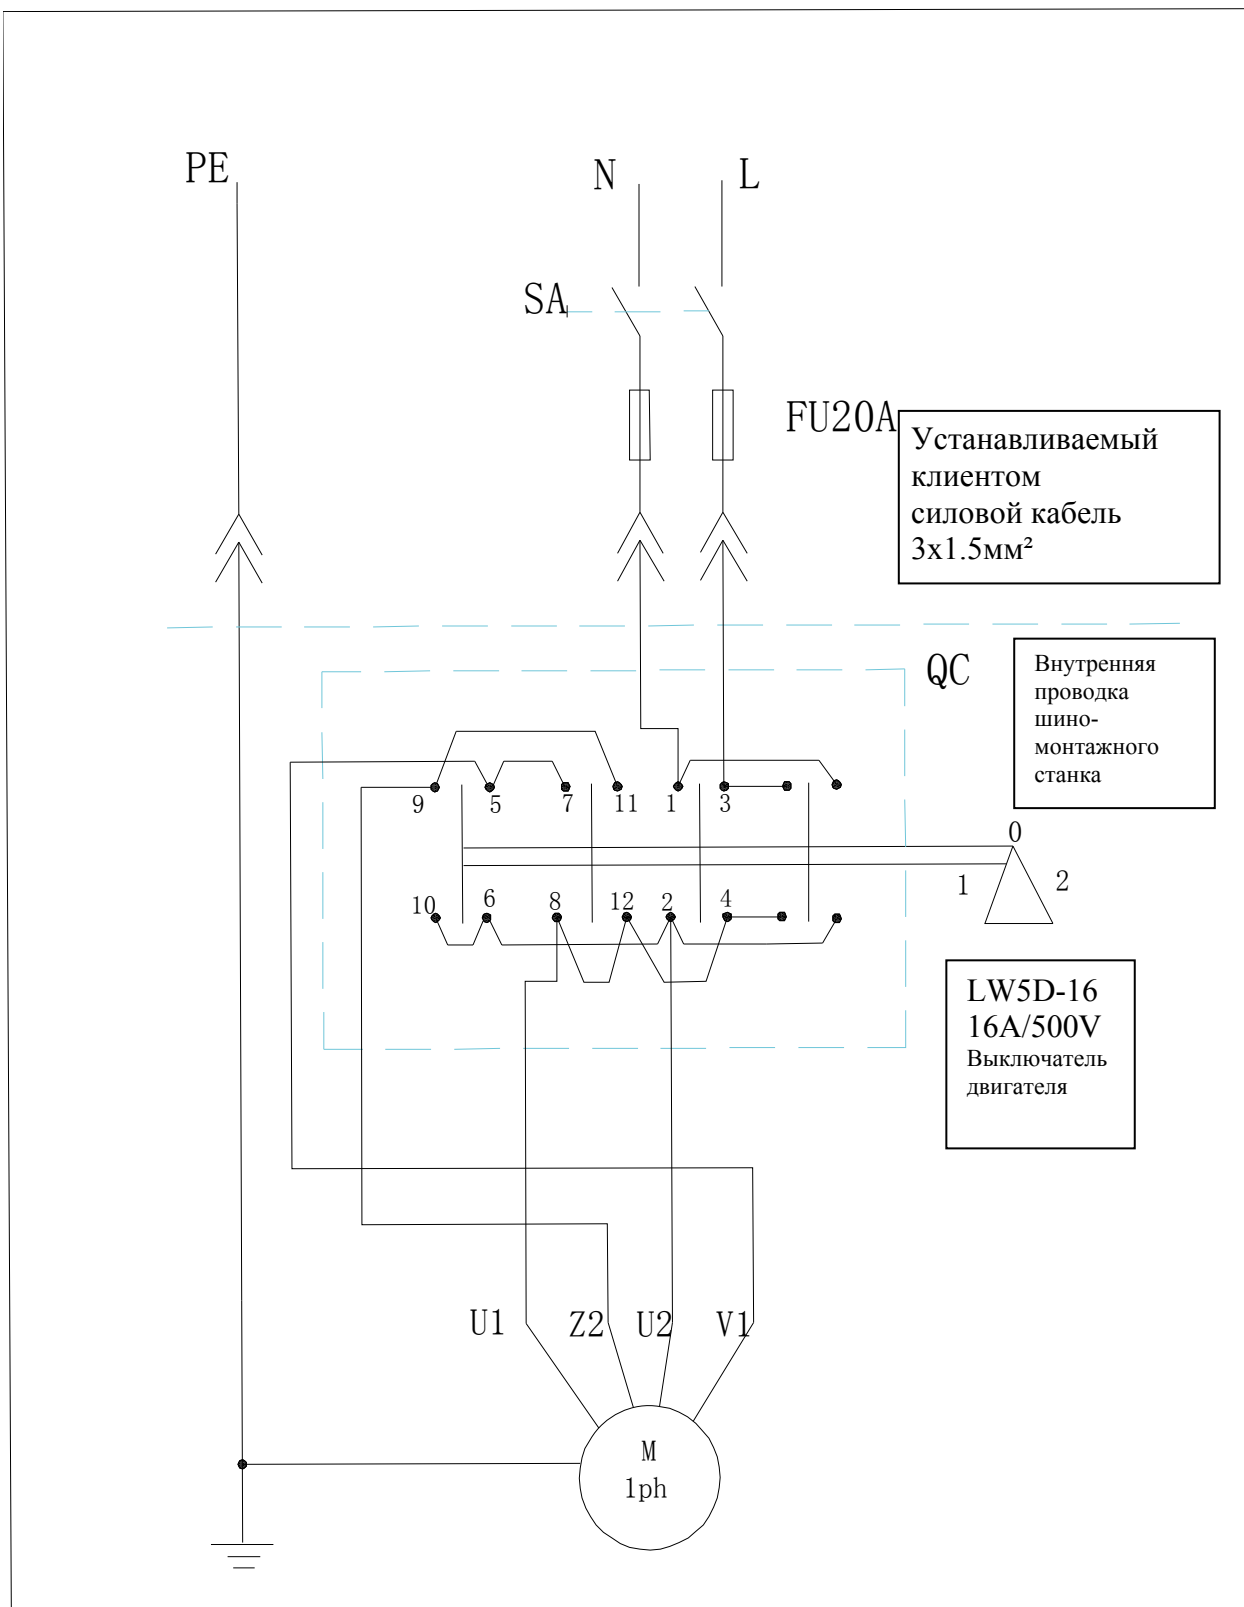 PE
N
L
SA
FU20A
Устанавливаемый
клиентом
силовой кабель
3x1.5мм²
QC
Внутренняя
проводка
шино-
монтажного
станка
9 5 7 11 1 3
0
1 2
10 6 8 12 2 4
LW5D-16
16A/500V
Выключатель
двигателя
U1 Z2 U2 V1
M
1ph